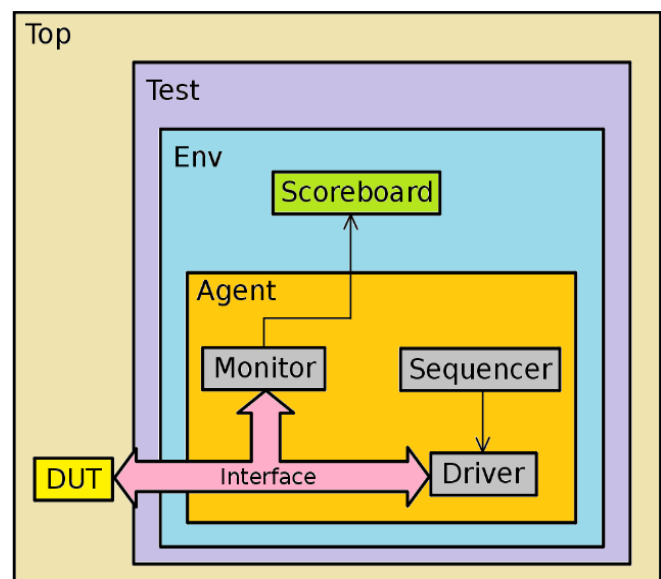 Top
Test
Env
Scoreboard
Agent
Monitor
Sequencer
DUT
Interface
Driver